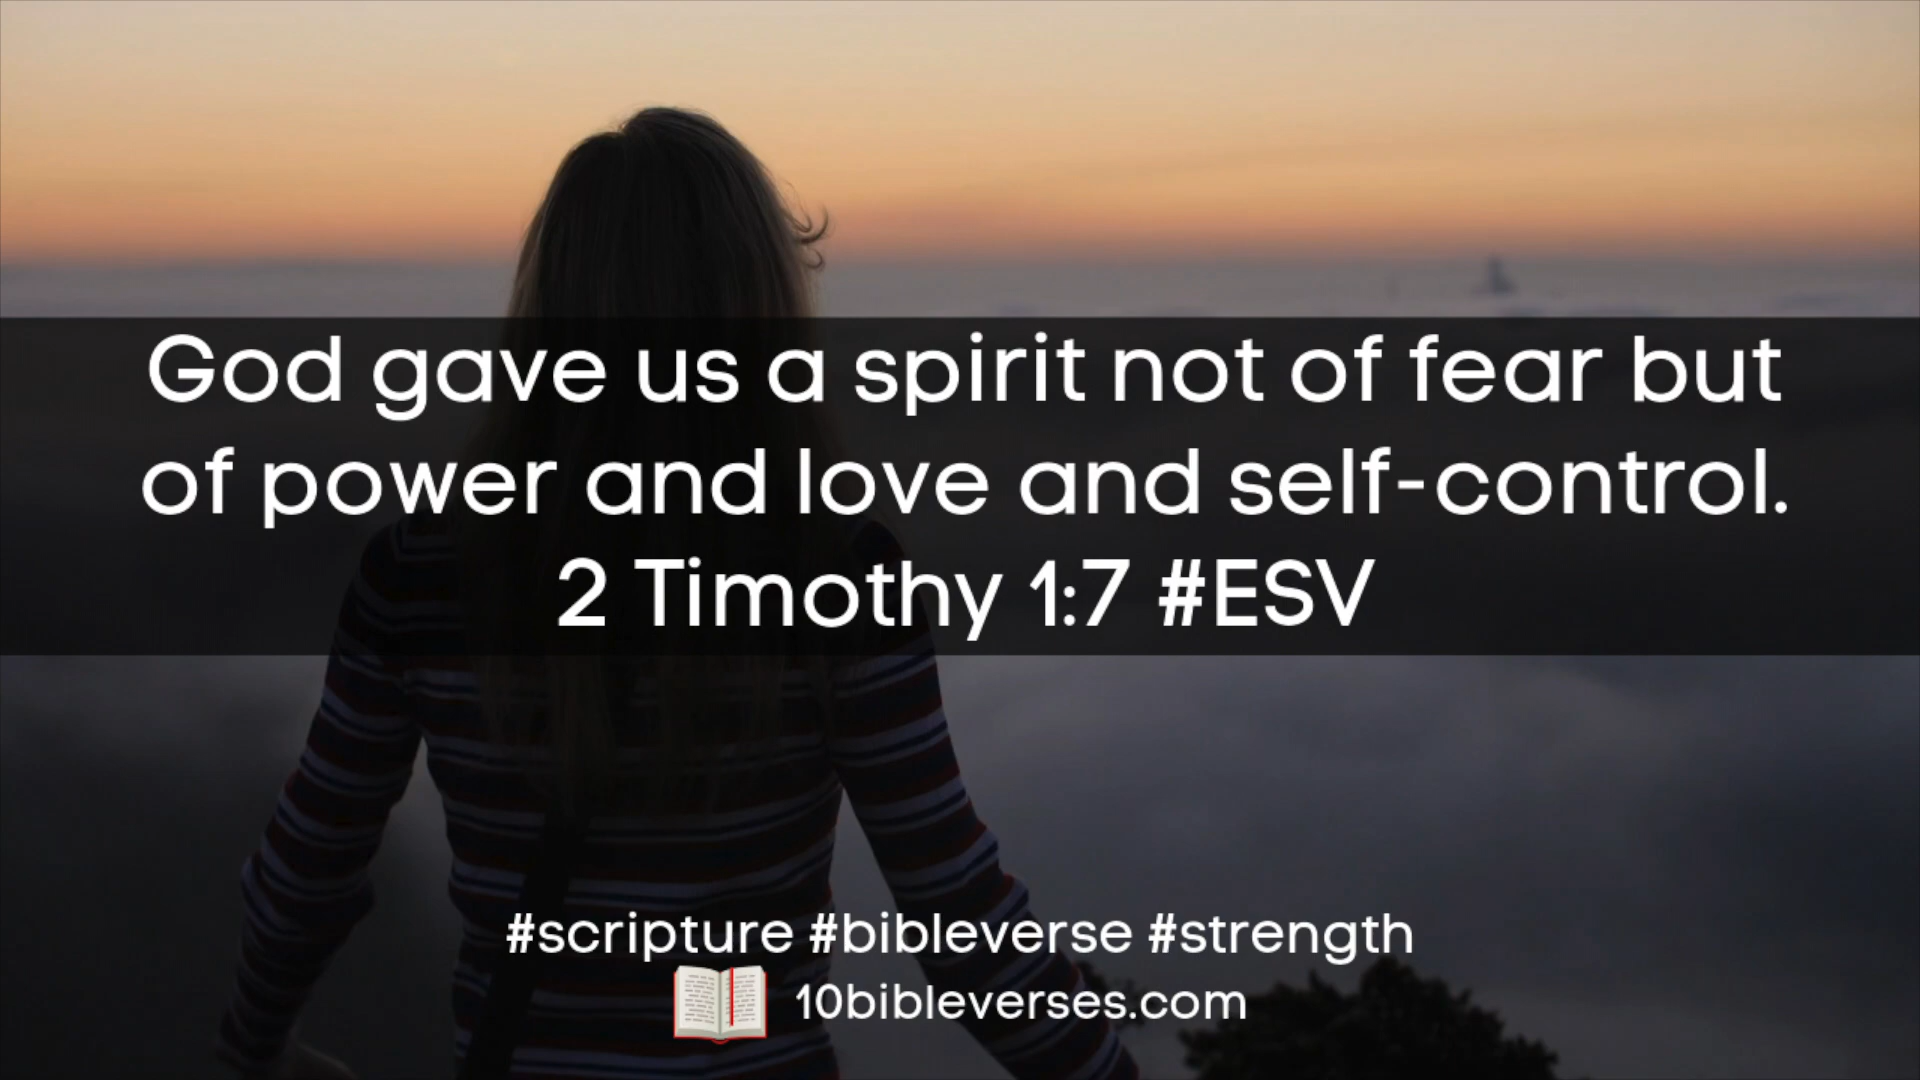 God gave us a spirit not of fear but
of power and love and self-control.
2 Timothy 1:7 #ESV
#scripture #bibleverse #strength
10bibleverses.com